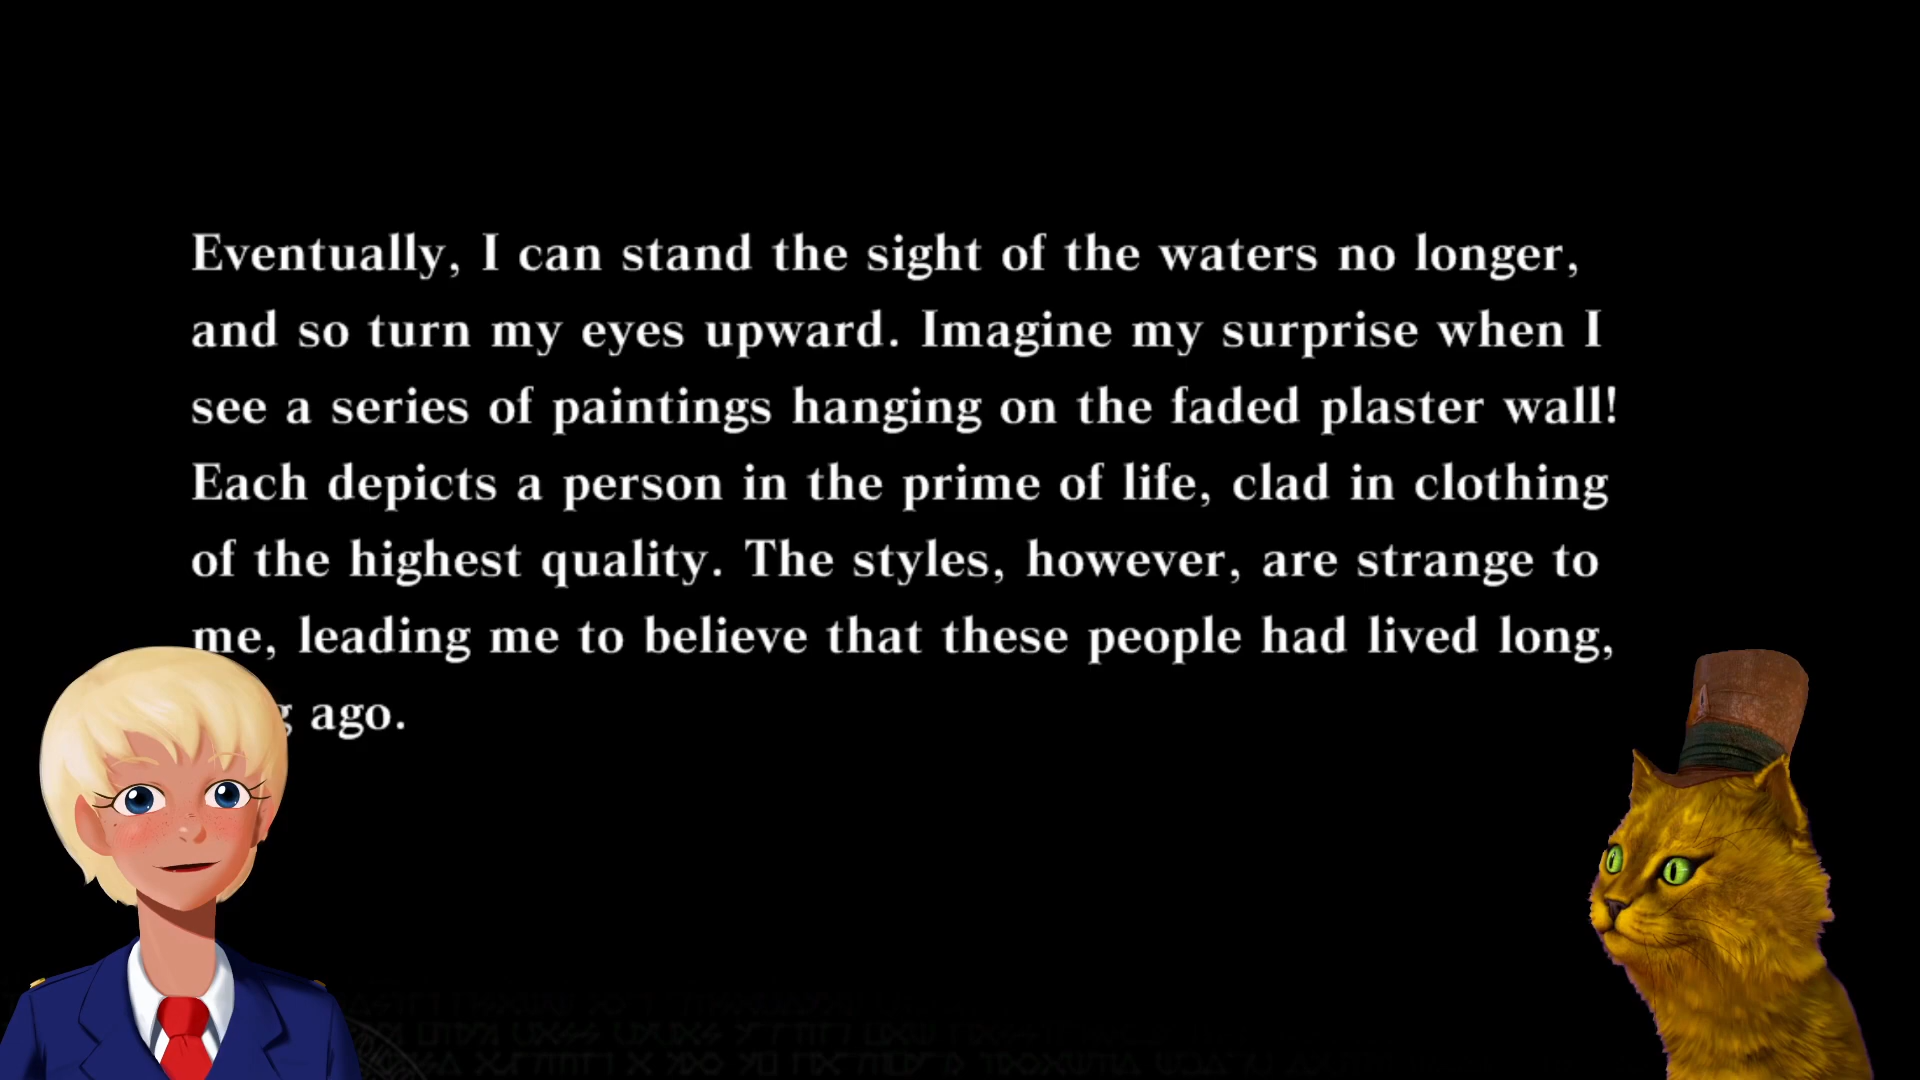 Eventually, I can stand the sight of the waters no longer,
and so turn my eyes upward. Imagine my surprise when I
see a series of paintings hanging on the faded plaster wall!
Each depicts a person in the prime of life, clad in clothing
of the highest quality. The styles, however, are strange to
me, leading me to believe that these people had lived long,
ago.